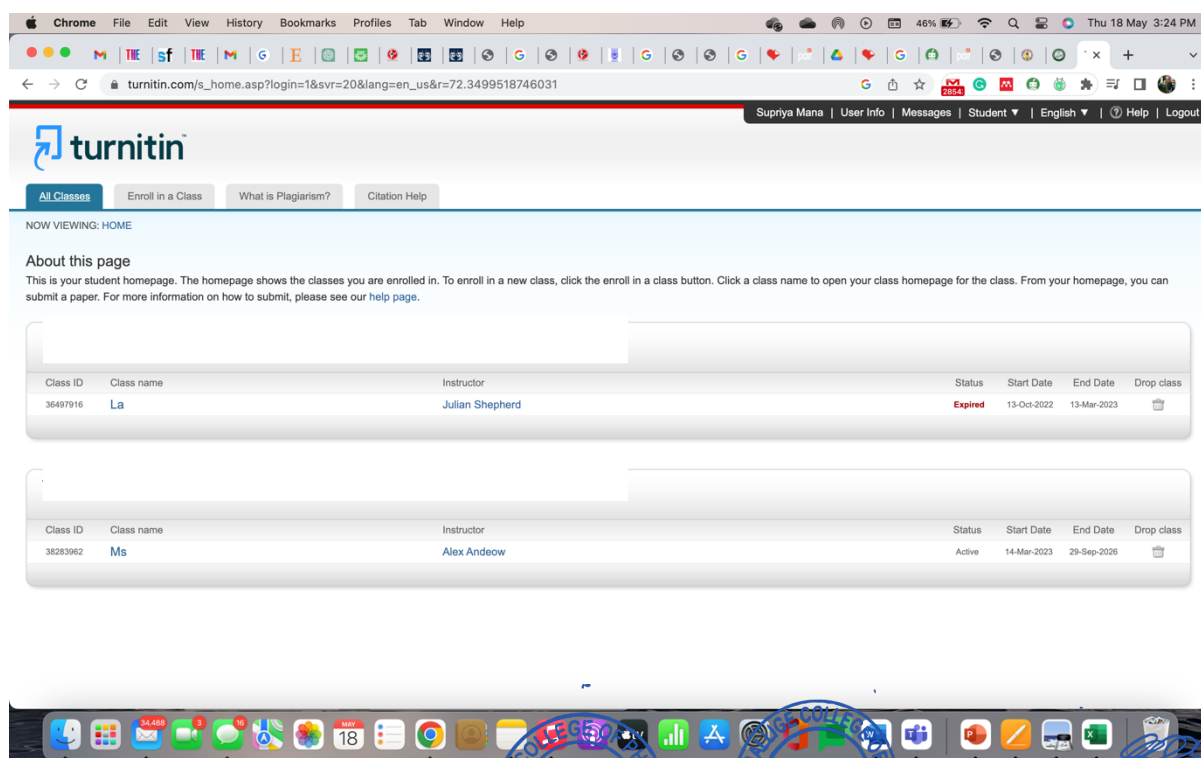 Chrome File Edit View History Bookmarks Profiles Tab Window Help 46% Thu 18 May 3:24 PM
turnitin.com/s_home.asp?login=1&svr=20&lang=en_us&r=72.3499518746031
Supriya Mana | User Info | Messages | Student ▼ | English ▼ | ? Help | Logout
turnitin
All Classes Enroll in a Class What is Plagiarism? Citation Help
NOW VIEWING: HOME
About this page
This is your student homepage. The homepage shows the classes you are enrolled in. To enroll in a new class, click the enroll in a class button. Click a class name to open your class homepage for the class. From your homepage, you can
submit a paper. For more information on how to submit, please see our help page.
Class ID Class name Instructor Status Start Date End Date Drop class
36497916 La Julian Shepherd Expired 13-Oct-2022 13-Mar-2023
Class ID Class name Instructor Status Start Date End Date Drop class
38283962 Ms Alex Andeow Active 14-Mar-2023 29-Sep-2026
34,488 3 16 MAY
18